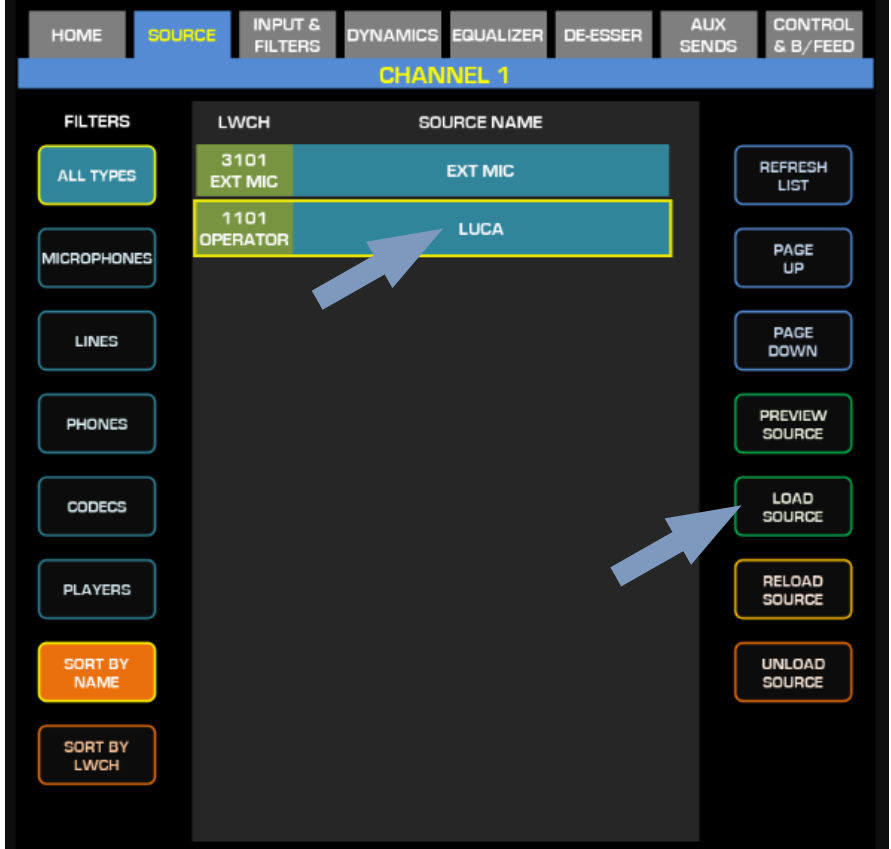 HOME
SOURCE
INPUT &
FILTERS
DYNAMICS
EQUALIZER
DE-ESSER
AUX
SENDS
CONTROL
& B/FEED
CHANNEL 1
FILTERS
ALL TYPES
MICROPHONES
LINES
PHONES
CODECS
PLAYERS
SORT BY
NAME
SORT BY
LWCH
LWCH
SOURCE NAME
3101
EXT MIC
EXT MIC
1101
OPERATOR
LUCA
REFRESH
LIST
PAGE
UP
PAGE
DOWN
PREVIEW
SOURCE
LOAD
SOURCE
RELOAD
SOURCE
UNLOAD
SOURCE